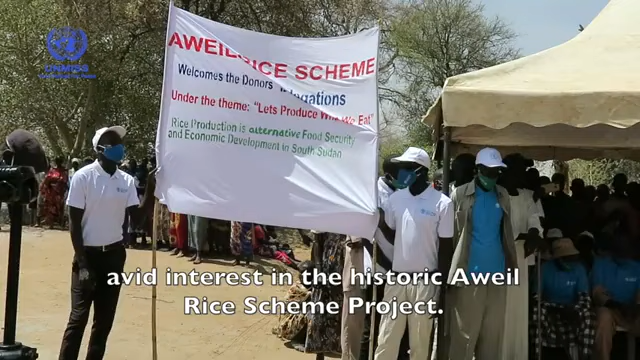 UNMISS
AWEIL RICE SCHEME
Welcomes the Donors
Under the theme: "Lets Produce We Eat"
Rice Production is alternative Food Security
and Economic Development in South Sudan
avid interest in the historic Aweil
Rice Scheme Project.